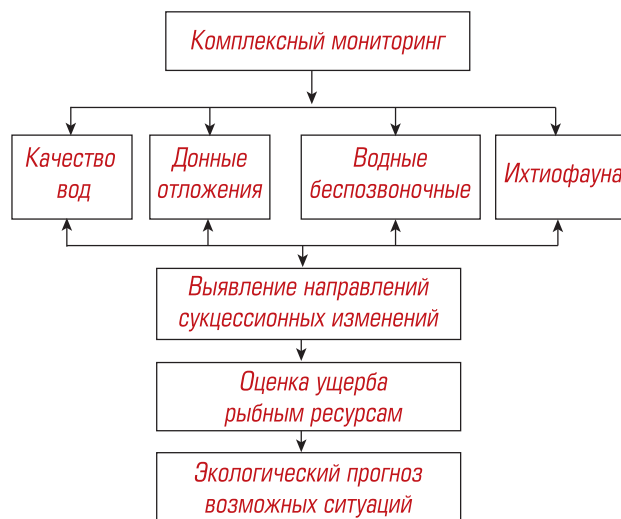 Комплексный мониторинг
Качество
вод
Донные
отложения
Водные
беспозвоночные
Ихтиофауна
Выявление направлений
сукцессионных изменений
Оценка ущерба
рыбным ресурсам
Экологический прогноз
возможных ситуаций